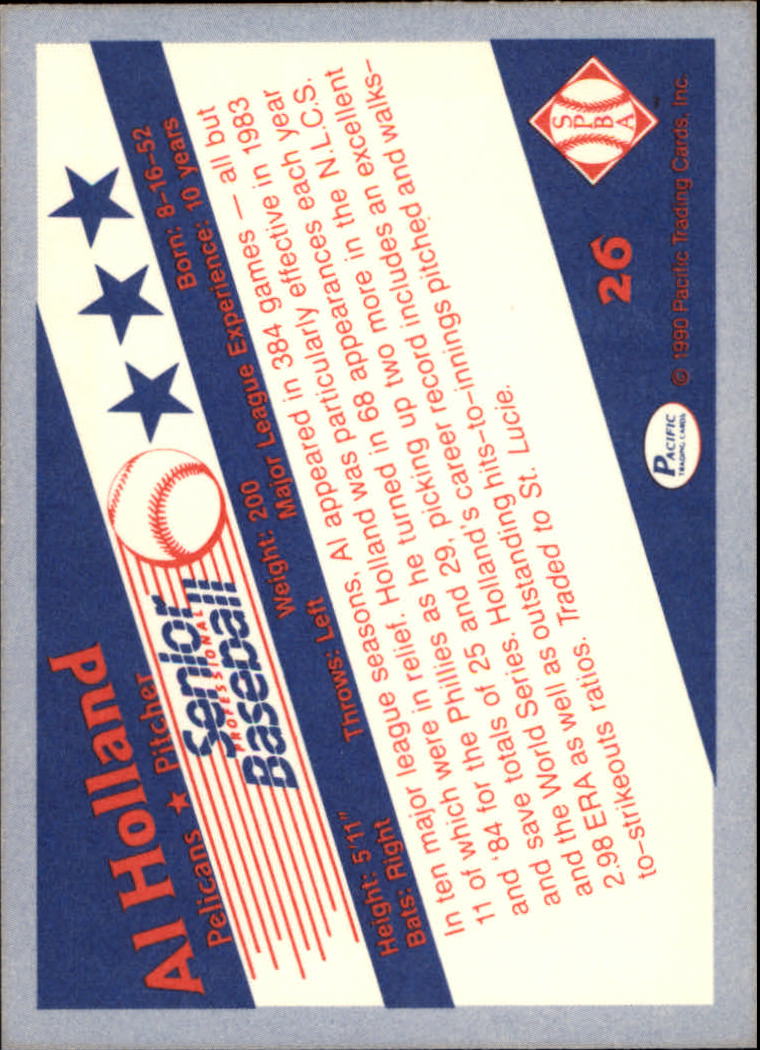 Al Holland
Pelicans ★ Pitcher
Senior
PROFESSIONAL
Baseball
Height: 5'11" Weight: 200 Born: 8-16-52
Bats: Right Throws: Left Major League Experience: 10 years
In ten major league seasons, Al appeared in 384 games — all but
11 of which were in relief. Holland was particularly effective each year
and '84 for the Phillies as he turned in 68 appearances in 1983
and save totals of 25 and 29, picking up two more in the N.L.C.S.
and the World Series. Holland's career record includes an excellent
2.98 ERA as well as outstanding hits-to-innings pitched and walks-
to-strikeouts ratios. Traded to St. Lucie.
SPBA
26
PACIFIC
TRADING CARDS
© 1990 Pacific Trading Cards, Inc.